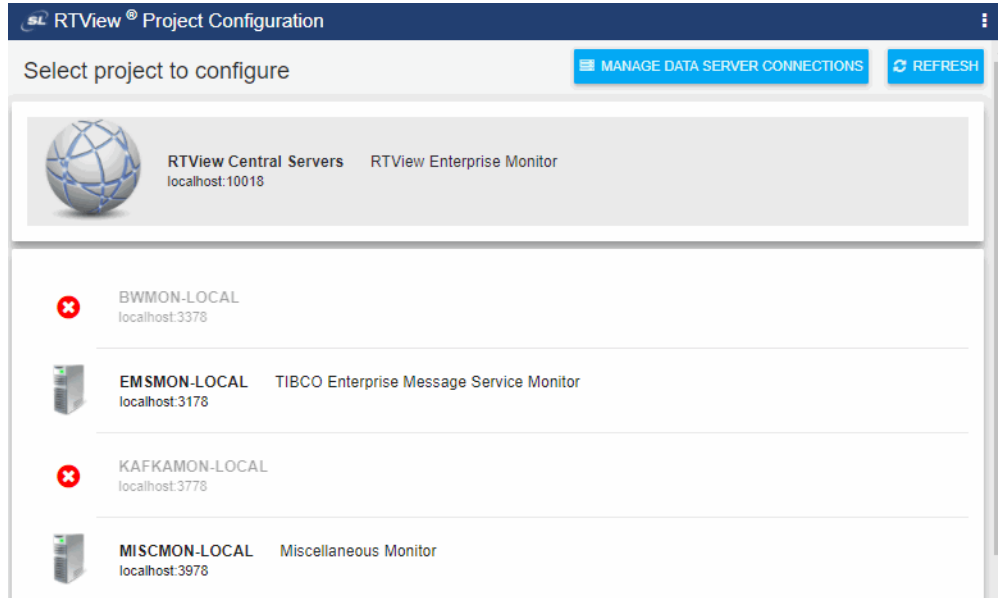 SL RTView ® Project Configuration
Select project to configure
MANAGE DATA SERVER CONNECTIONS
REFRESH
RTView Central Servers RTView Enterprise Monitor
localhost:10018
BWMON-LOCAL
localhost:3378
EMSMON-LOCAL TIBCO Enterprise Message Service Monitor
localhost:3178
KAFKAMON-LOCAL
localhost:3778
MISCMON-LOCAL Miscellaneous Monitor
localhost:3978